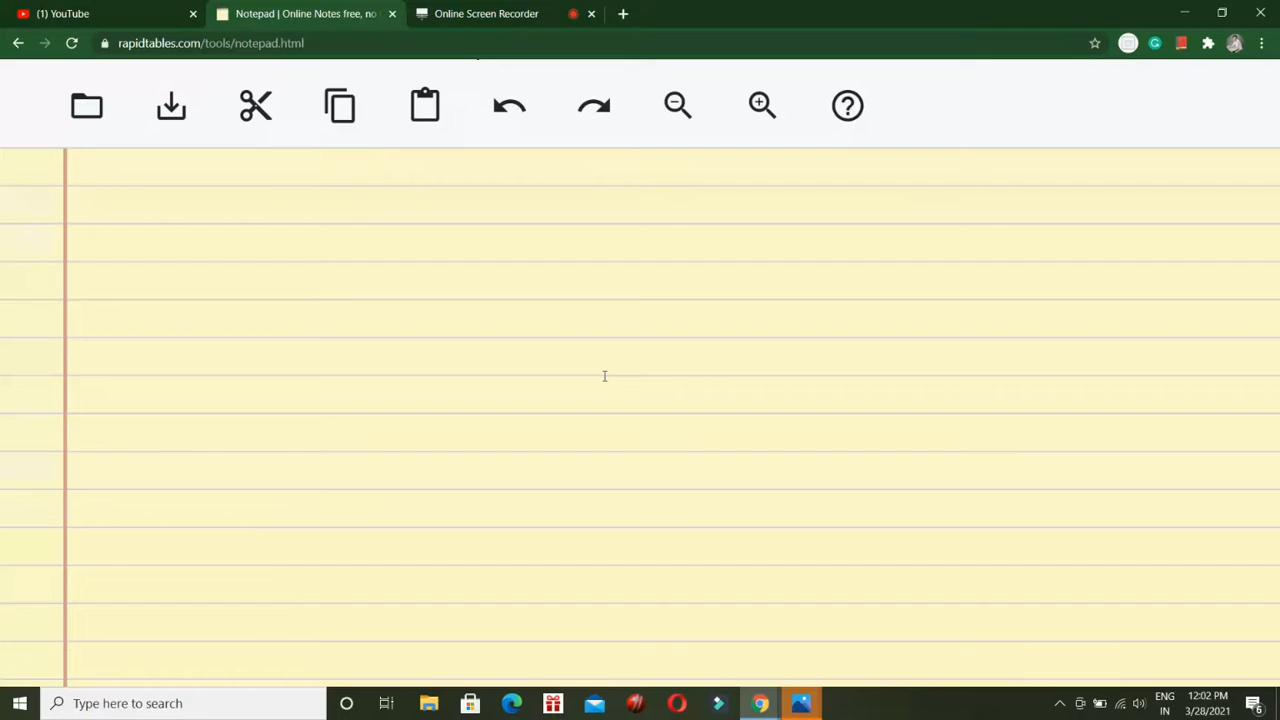 (1) YouTube
Notepad | Online Notes free, no
Online Screen Recorder
rapidtables.com/tools/notepad.html
Type here to search
ENG
IN
12:02 PM
3/28/2021
6